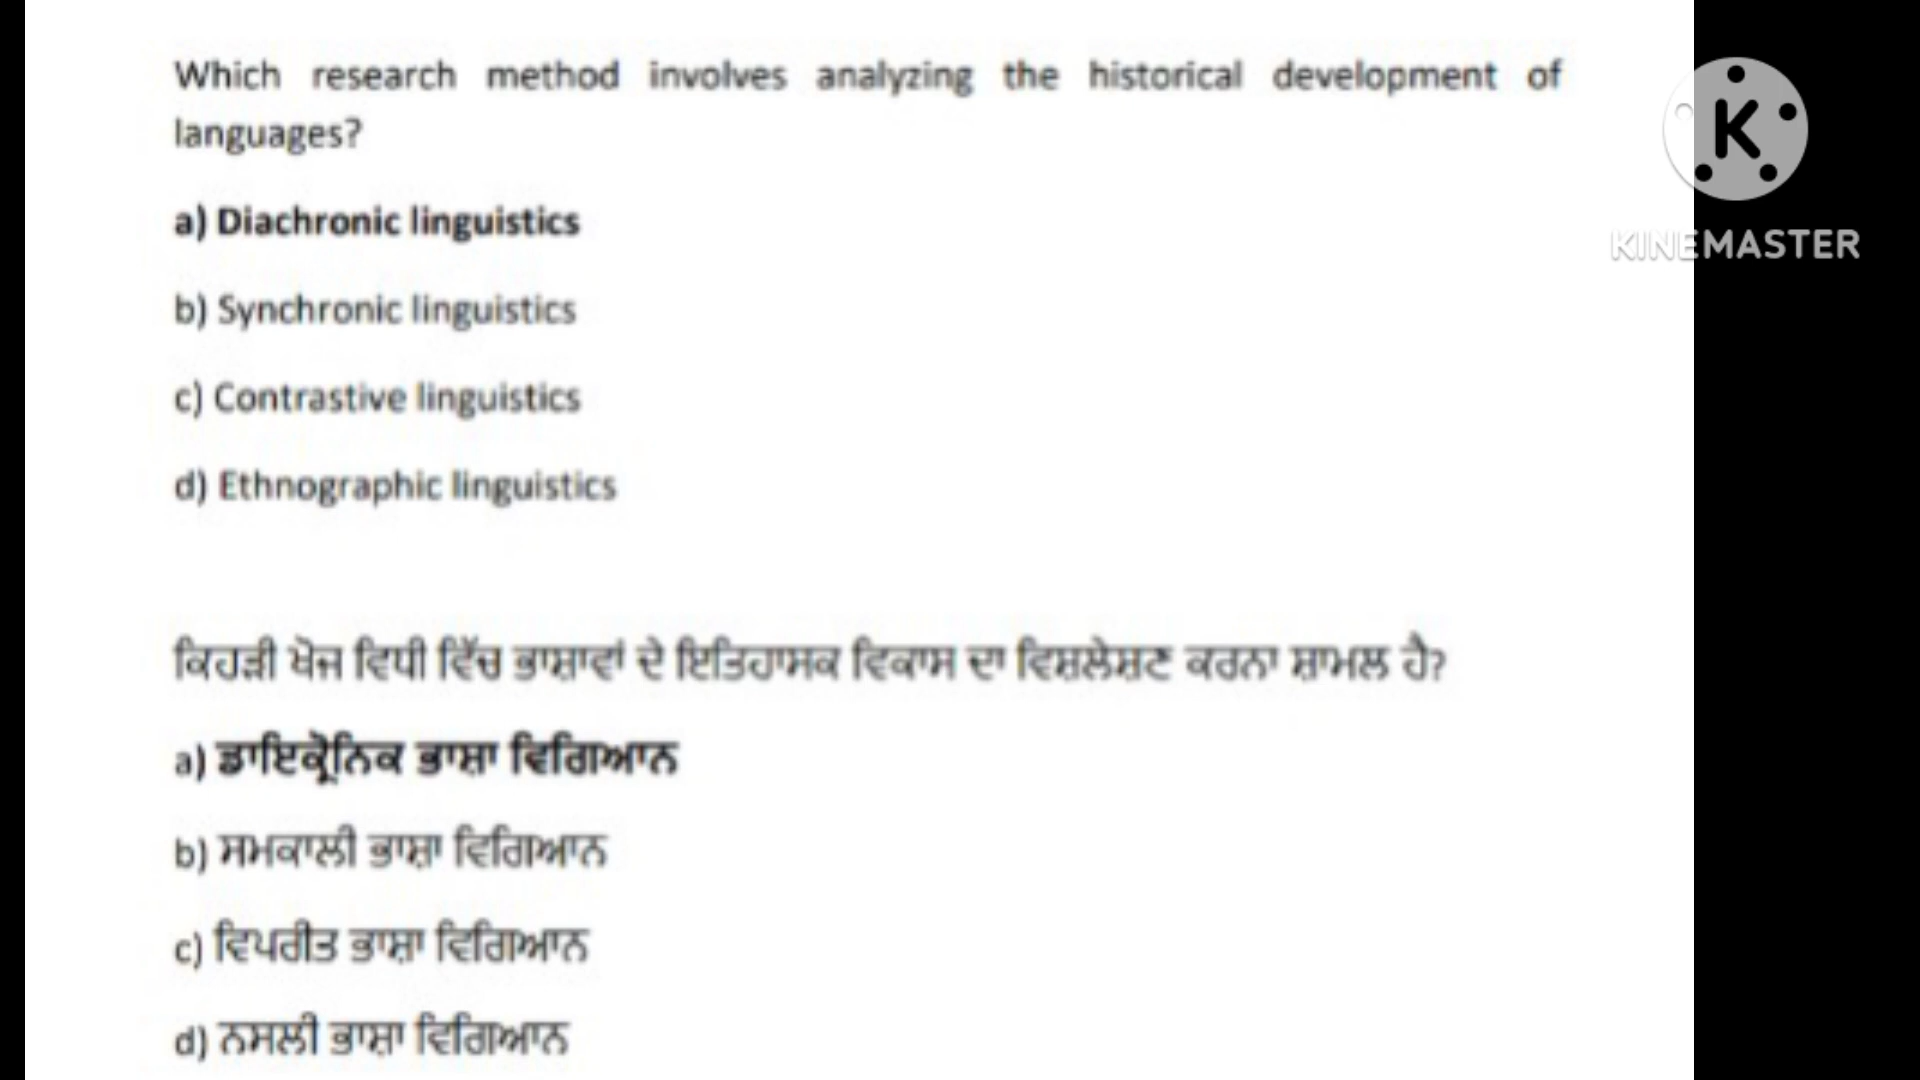 Which research method involves analyzing the historical development of
languages?
a) Diachronic linguistics
b) Synchronic linguistics
c) Contrastive linguistics
d) Ethnographic linguistics
ਕਿਹੜੀ ਖੋਜ ਵਿਧੀ ਵਿੱਚ ਭਾਸ਼ਾਵਾਂ ਦੇ ਇਤਿਹਾਸਕ ਵਿਕਾਸ ਦਾ ਵਿਸ਼ਲੇਸ਼ਣ ਕਰਨਾ ਸ਼ਾਮਲ ਹੈ?
a) ਡਾਇਕ੍ਰੋਨਿਕ ਭਾਸ਼ਾ ਵਿਗਿਆਨ
b) ਸਮਕਾਲੀ ਭਾਸ਼ਾ ਵਿਗਿਆਨ
c) ਵਿਪਰੀਤ ਭਾਸ਼ਾ ਵਿਗਿਆਨ
d) ਨਸਲੀ ਭਾਸ਼ਾ ਵਿਗਿਆਨ
K
KINEMASTER